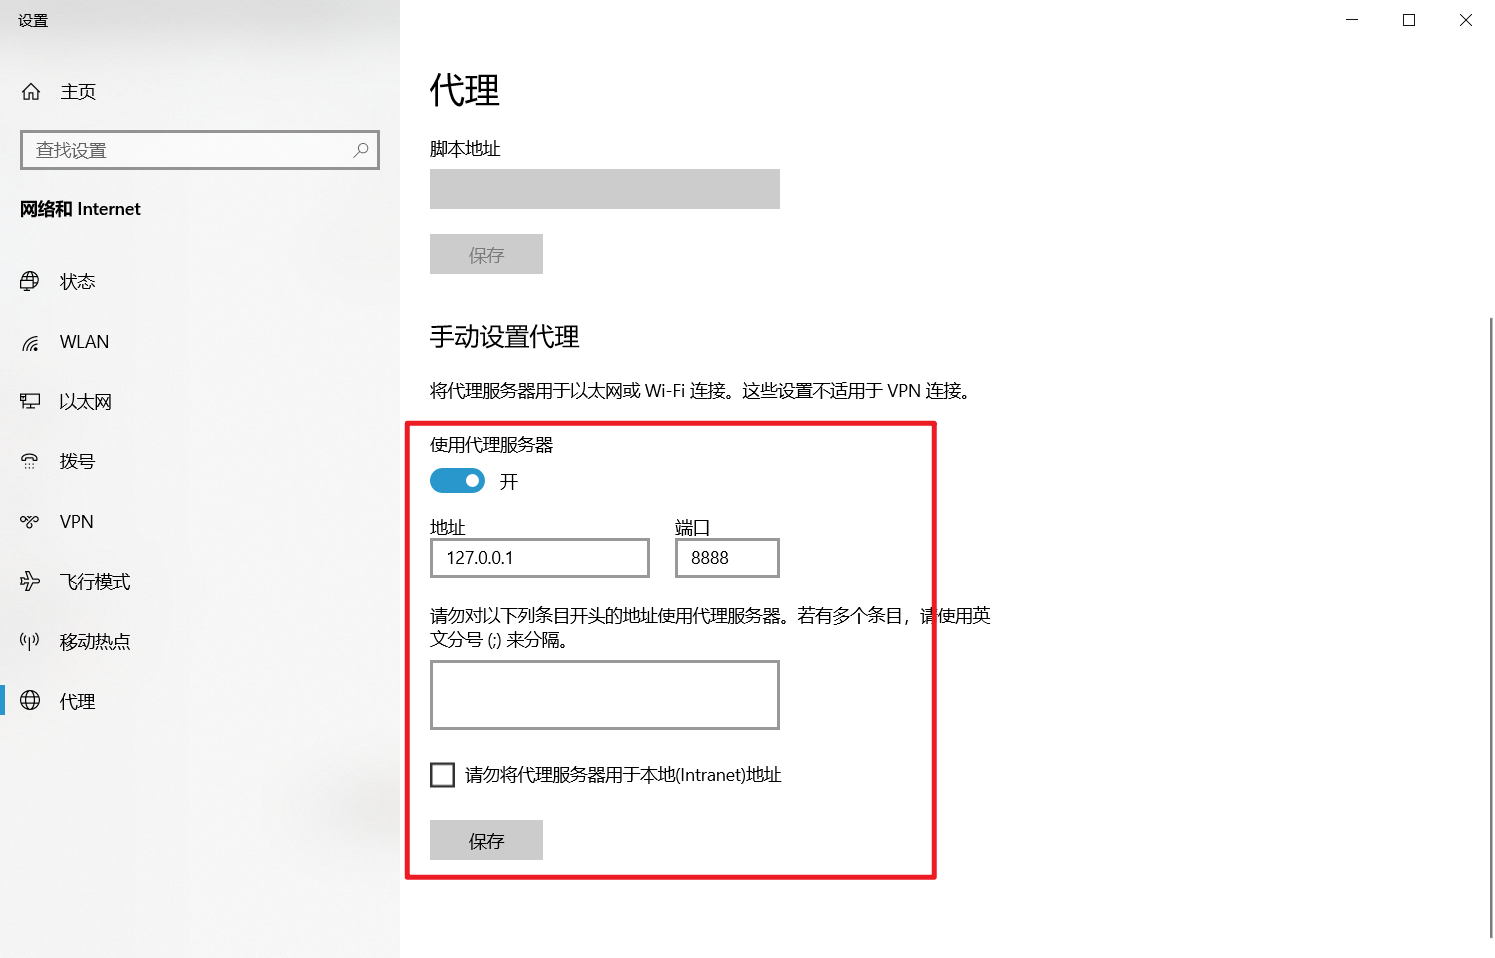 设置
主页
查找设置
网络和 Internet
状态
WLAN
以太网
拨号
VPN
飞行模式
移动热点
代理
代理
脚本地址
保存
手动设置代理
将代理服务器用于以太网或 Wi-Fi 连接。这些设置不适用于 VPN 连接。
使用代理服务器
开
地址
端口
127.0.0.1
8888
请勿对以下列条目开头的地址使用代理服务器。若有多个条目，请使用英
文分号 (;) 来分隔。
请勿将代理服务器用于本地(Intranet)地址
保存